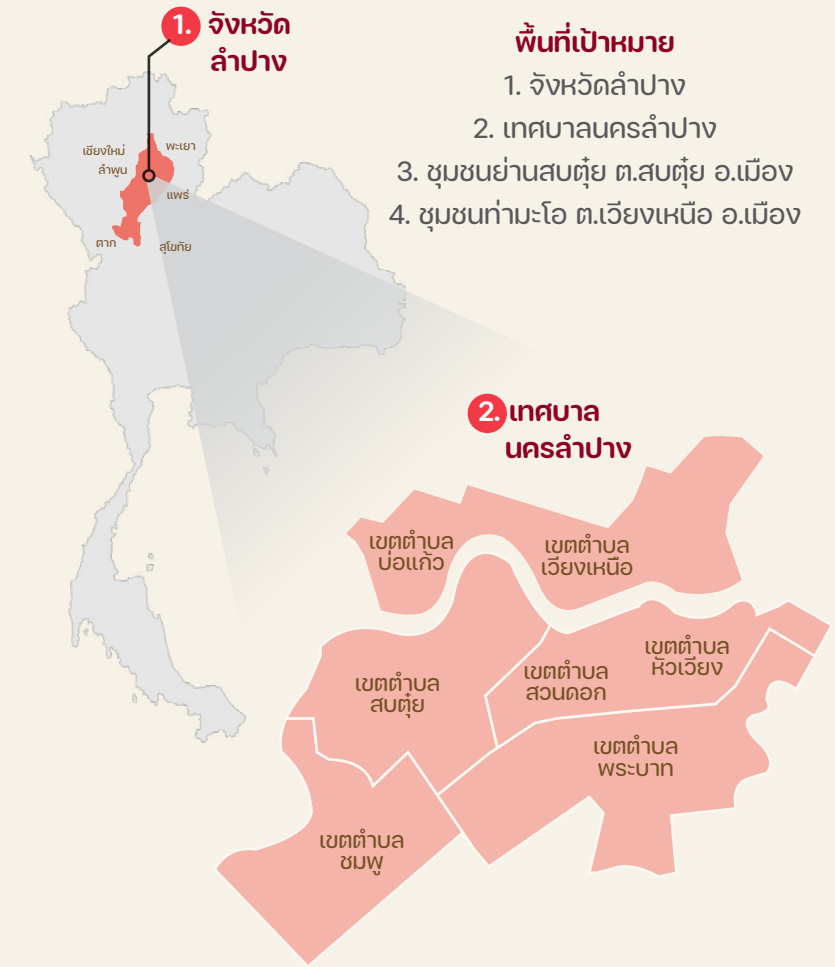 1. จังหวัด
ลำปาง
พื้นที่เป้าหมาย
1. จังหวัดลำปาง
2. เทศบาลนครลำปาง
3. ชุมชนย่านสบตุ๋ย ต.สบตุ๋ย อ.เมือง
4. ชุมชนท่ามะโอ ต.เวียงเหนือ อ.เมือง
เชียงใหม่
พะเยา
ลำพูน
แพร่
ตาก
สุโขทัย
2. เทศบาล
นครลำปาง
เขตตำบล
บ่อแก้ว
เขตตำบล
เวียงเหนือ
เขตตำบล
หัวเวียง
เขตตำบล
สวนดอก
เขตตำบล
สบตุ๋ย
เขตตำบล
พระบาท
เขตตำบล
ชมพู